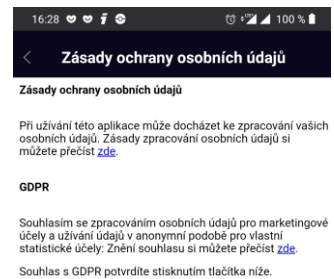 16:28 100 %
Zásady ochrany osobních údajů
Zásady ochrany osobních údajů
Při užívání této aplikace může docházet ke zpracování vašich
osobních údajů. Zásady zpracování osobních údajů si
můžete přečíst zde.
GDPR
Souhlasím se zpracováním osobních údajů pro marketingové
účely a užívání údajů v anonymní podobě pro vlastní
statistické účely: Znění souhlasu si můžete přečíst zde.
Souhlas s GDPR potvrdíte stisknutím tlačítka níže.